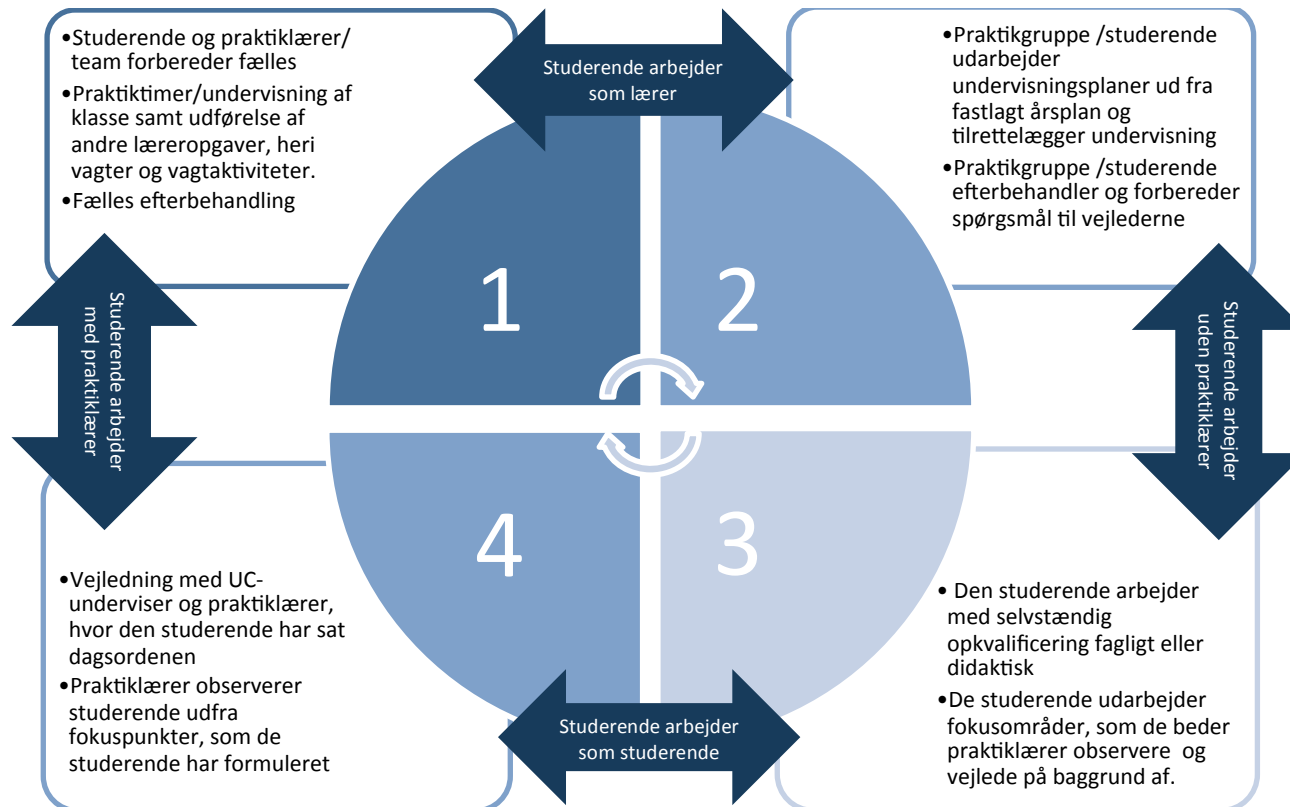 •Studerende og praktiklærer/
team forbereder fælles
•Praktiktimer/undervisning af
klasse samt udførelse af
andre læreropgaver, heri
vagter og vagtaktiviteter.
•Fælles efterbehandling
Studerende arbejder
som lærer
•Praktikgruppe /studerende
udarbejder
undervisningsplaner ud fra
fastlagt årsplan og
tilrettelægger undervisning
•Praktikgruppe /studerende
efterbehandler og forbereder
spørgsmål til vejlederne
Studerende arbejder
med praktiklærer
1
2
Studerende arbejder
uden praktiklærer
4
3
•Vejledning med UC-
underviser og praktiklærer,
hvor den studerende har sat
dagsordenen
•Praktiklærer observerer
studerende udfra
fokuspunkter, som de
studerende har formuleret
Studerende arbejder
som studerende
• Den studerende arbejder
med selvstændig
opkvalificering fagligt eller
didaktisk
•De studerende udarbejder
fokusområder, som de beder
praktiklærer observere og
vejlede på baggrund af.